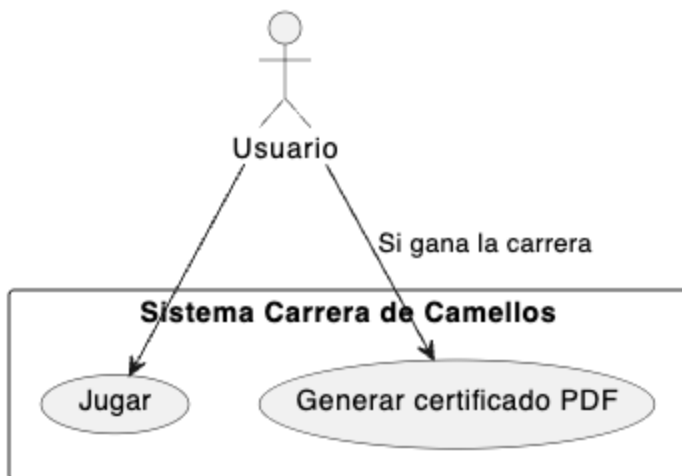 Usuario
Si gana la carrera
Sistema Carrera de Camellos
Jugar
Generar certificado PDF